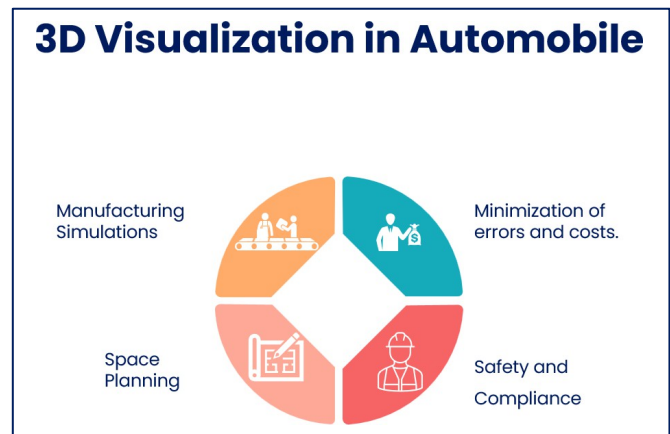 3D Visualization in Automobile
Manufacturing
Simulations
Minimization of
errors and costs.
$
Space
Planning
Safety and
Compliance